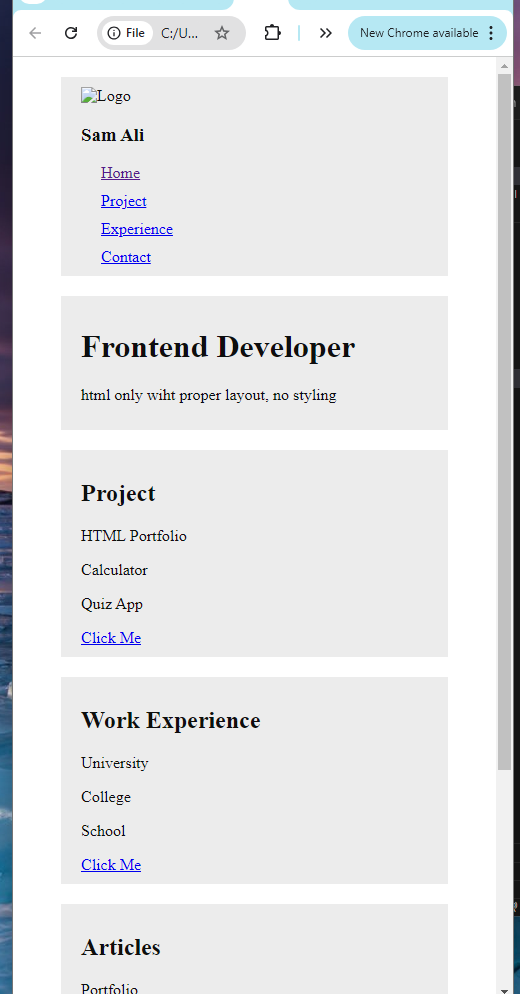 File
C:/U...
New Chrome available
Logo
Sam Ali
Home
Project
Experience
Contact
Frontend Developer
html only wiht proper layout, no styling
Project
HTML Portfolio
Calculator
Quiz App
Click Me
Work Experience
University
College
School
Click Me
Articles
Portfolio